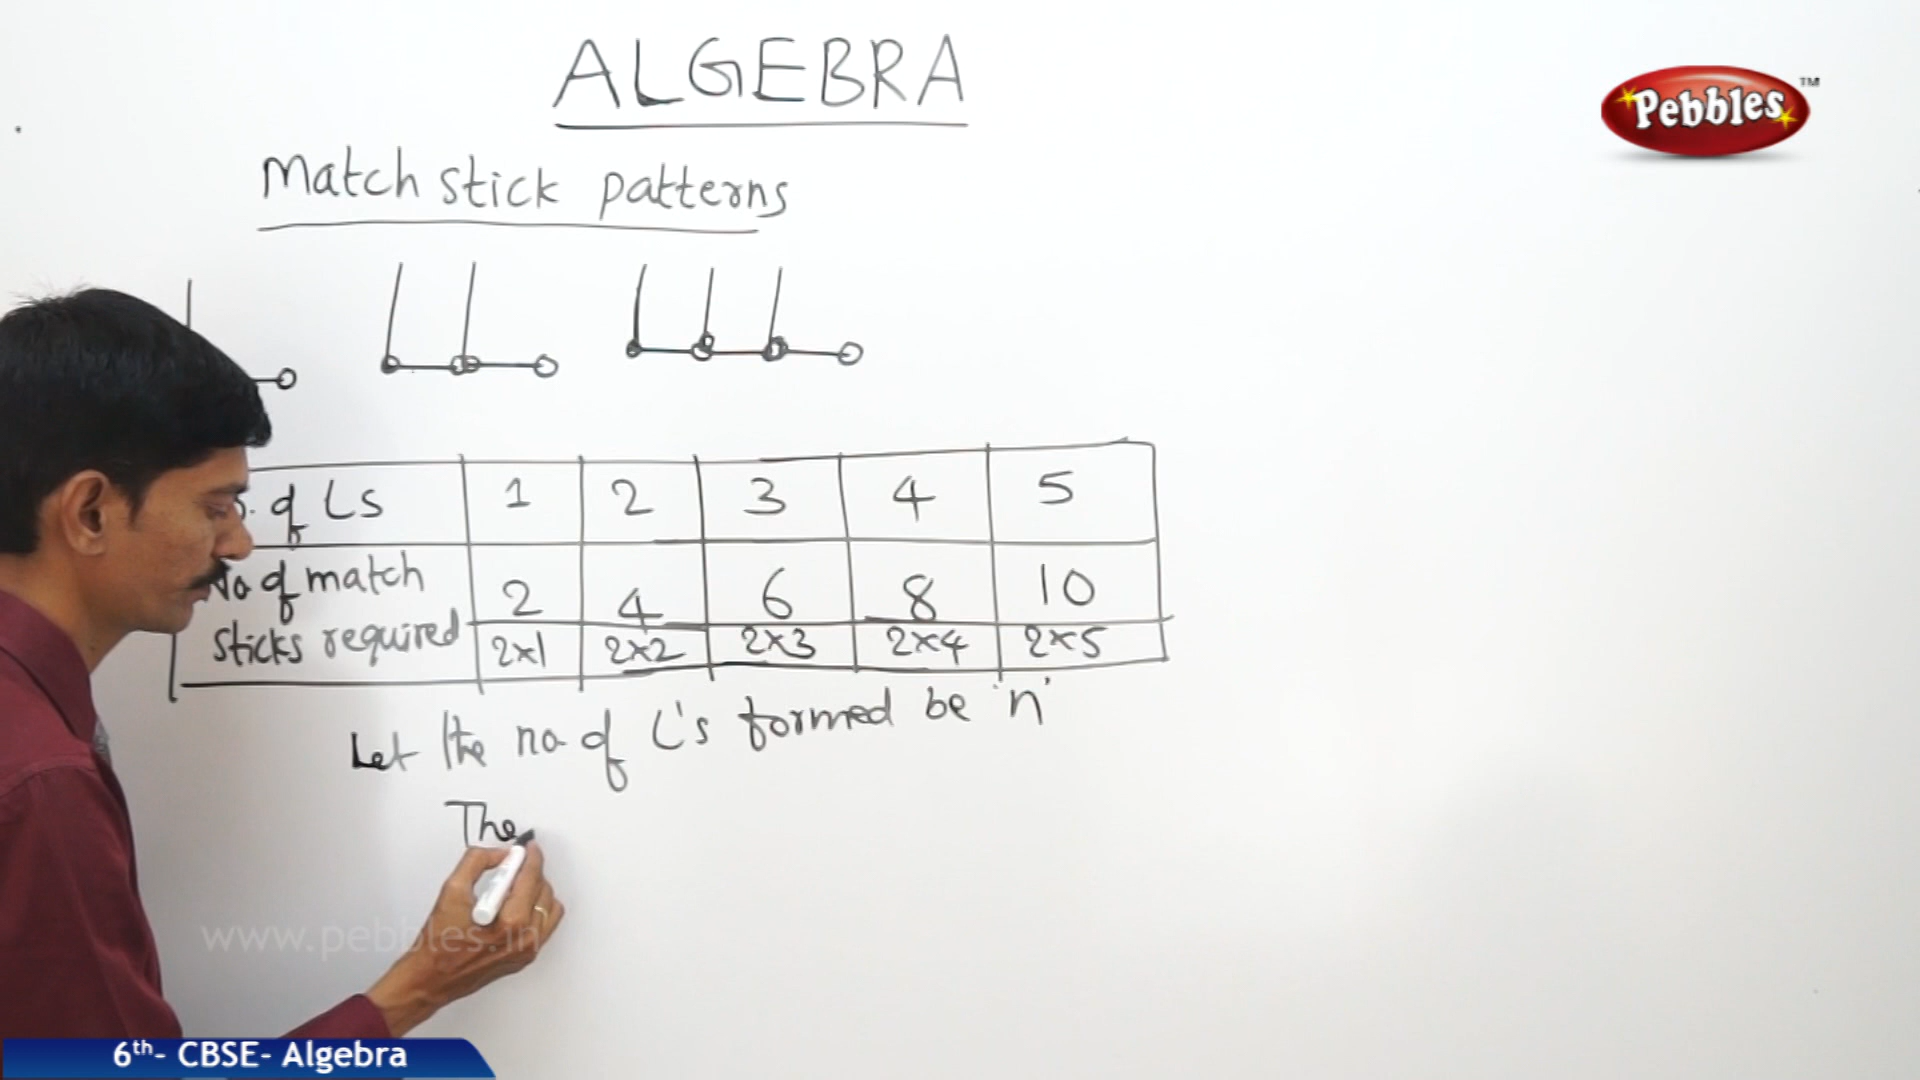 ALGEBRA
Pebbles™
Match stick patterns
of Ls 1 2 3 4 5
No of match 2 4 6 8 10
sticks required 2×1 2×2 2×3 2×4 2×5
Let the no of L's formed be 'n'
The
www.pebbles.in
6th- CBSE- Algebra